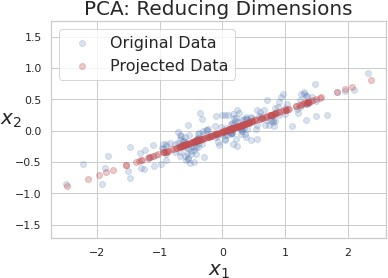 PCA: Reducing Dimensions
Original Data
Projected Data
1.5
1.0
0.5
0.0
−0.5
−1.0
−1.5
x₂
−2 −1 0 1 2
x₁